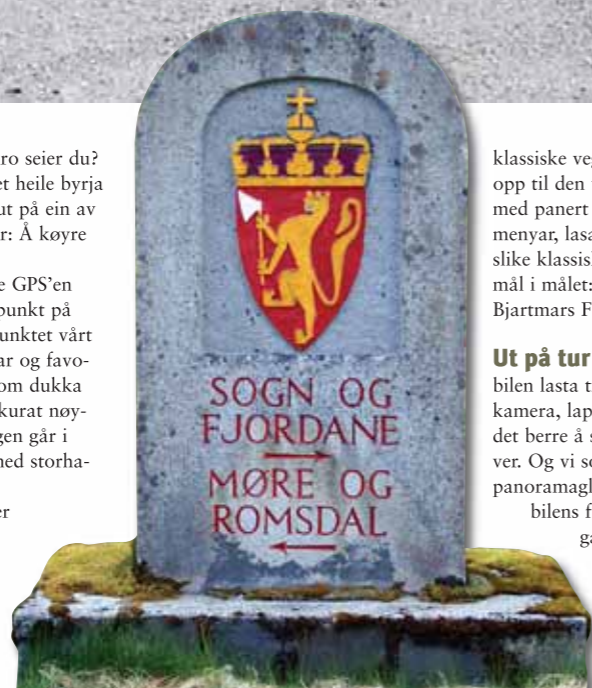 ro seier du?
et heile byrja
ut på ein av
r: Å køyre
e GPS'en
punkt på
unktet vårt
ar og favo-
om dukka
kurat nøy-
gen går i
ned storha-
er
SOGN OG
FJORDANE
MØRE OG
ROMSDAL
klassiske veg
opp til den
med panert
menyar, lasa
slike klassisk
mål i målet:
Bjartmars F
Ut på tur
bilen lasta t
kamera, lap
det berre å s
ver. Og vi so
panoramagl
bilens f
ga